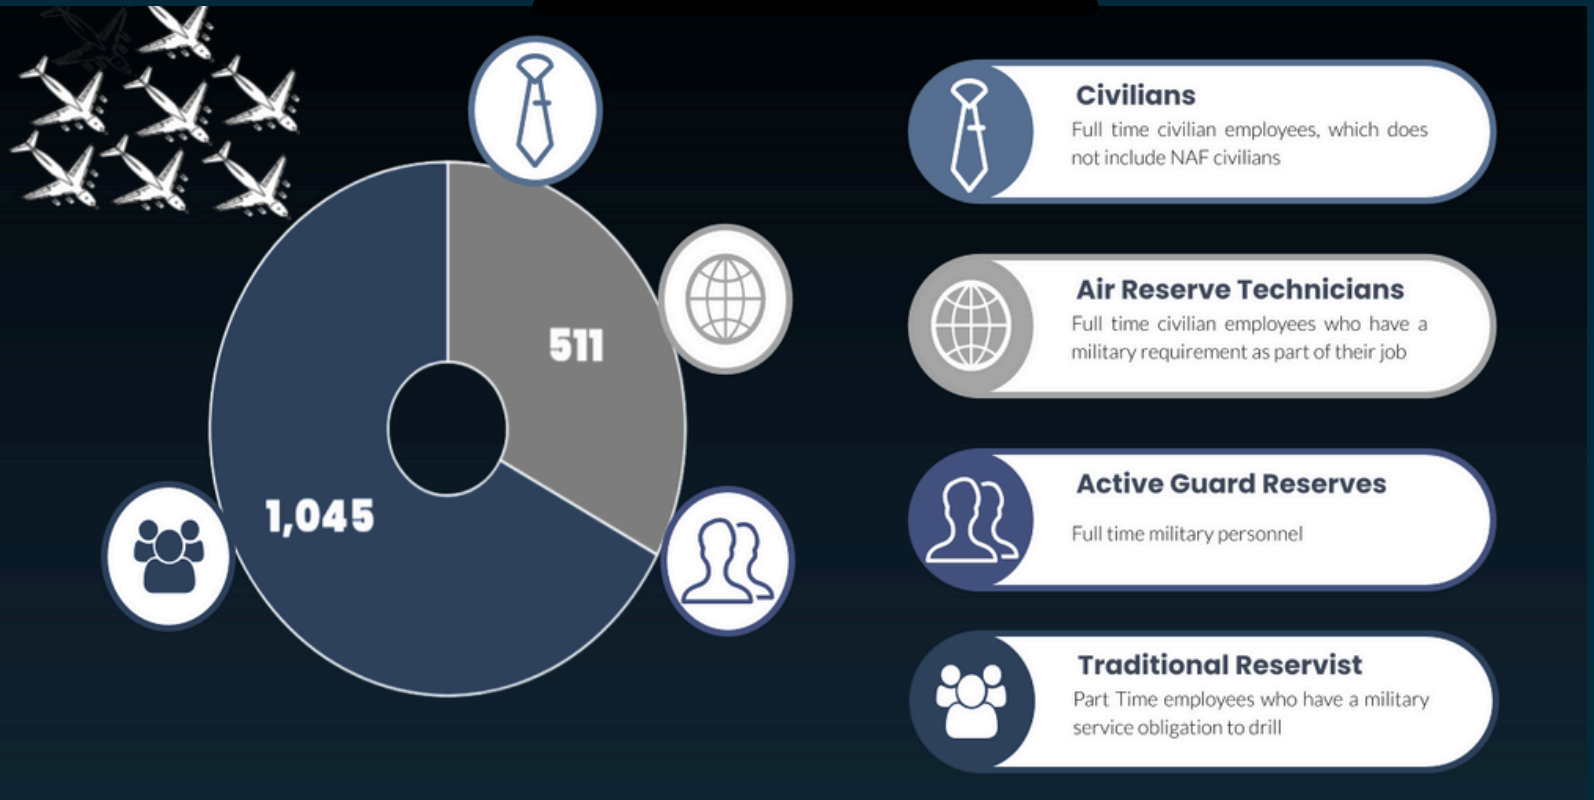 511
1,045
Civilians
Full time civilian employees, which does
not include NAF civilians
Air Reserve Technicians
Full time civilian employees who have a
military requirement as part of their job
Active Guard Reserves
Full time military personnel
Traditional Reservist
Part Time employees who have a military
service obligation to drill